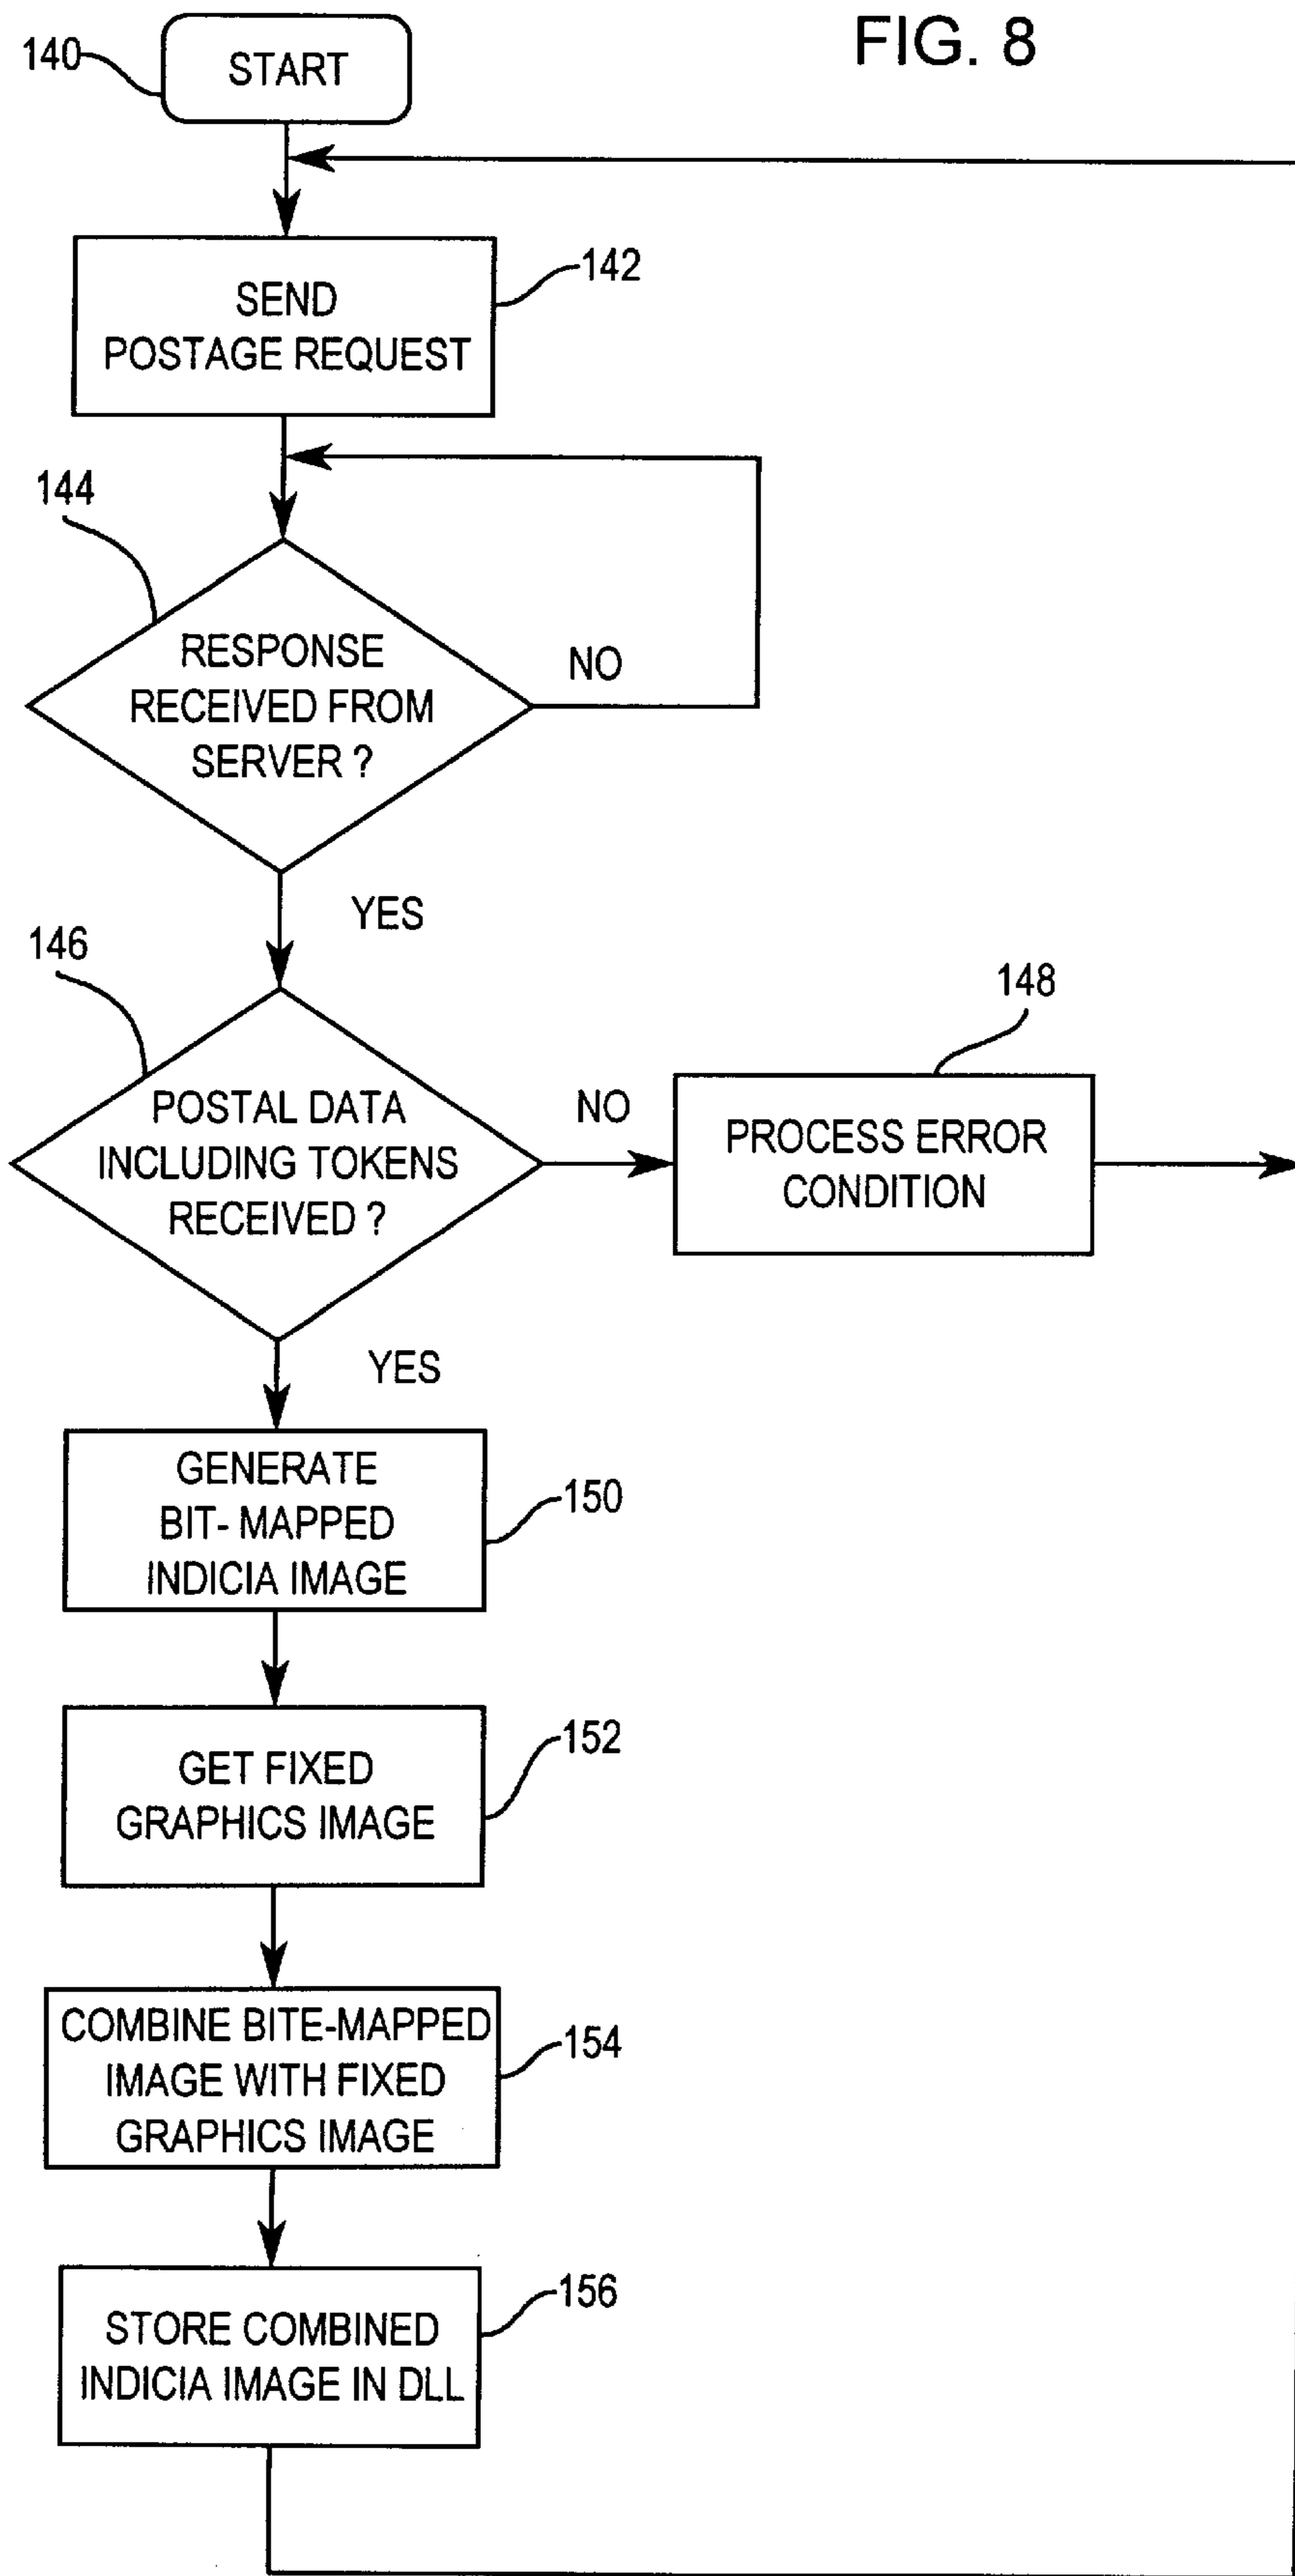 FIG. 8
140
START
142
SEND
POSTAGE REQUEST
144
RESPONSE
RECEIVED FROM
SERVER ?
NO
YES
146
POSTAL DATA
INCLUDING TOKENS
RECEIVED ?
NO
148
PROCESS ERROR
CONDITION
YES
GENERATE
BIT- MAPPED
INDICIA IMAGE
150
GET FIXED
GRAPHICS IMAGE
152
COMBINE BITE-MAPPED
IMAGE WITH FIXED
GRAPHICS IMAGE
154
STORE COMBINED
INDICIA IMAGE IN DLL
156